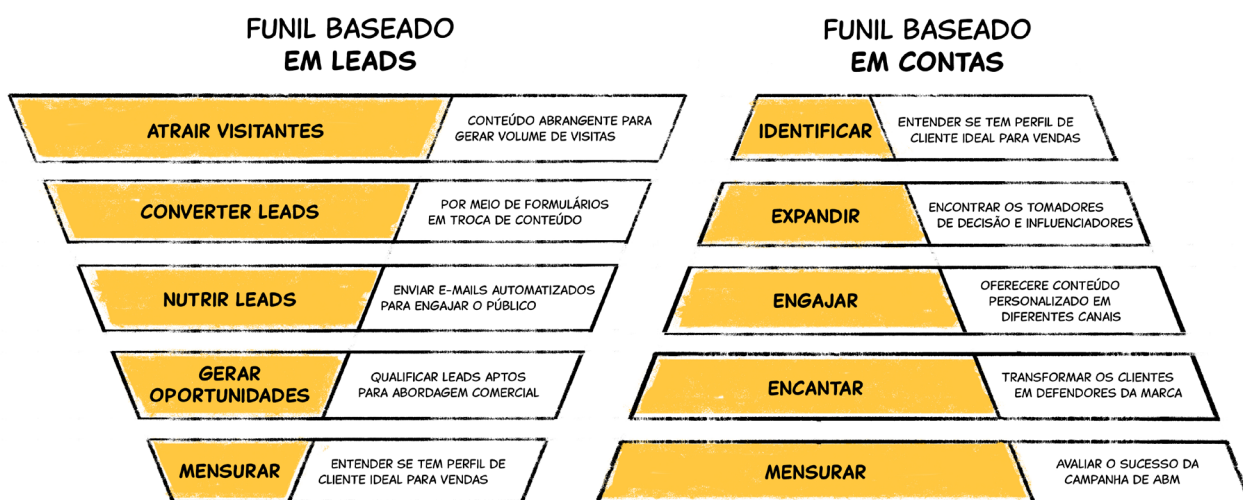 FUNIL BASEADO
EM LEADS
ATRAIR VISITANTES
CONTEÚDO ABRANGENTE PARA
GERAR VOLUME DE VISITAS
CONVERTER LEADS
POR MEIO DE FORMULÁRIOS
EM TROCA DE CONTEÚDO
NUTRIR LEADS
ENVIAR E-MAILS AUTOMATIZADOS
PARA ENGAJAR O PÚBLICO
GERAR
OPORTUNIDADES
QUALIFICAR LEADS APTOS
PARA ABORDAGEM COMERCIAL
MENSURAR
ENTENDER SE TEM PERFIL DE
CLIENTE IDEAL PARA VENDAS
FUNIL BASEADO
EM CONTAS
IDENTIFICAR
ENTENDER SE TEM PERFIL DE
CLIENTE IDEAL PARA VENDAS
EXPANDIR
ENCONTRAR OS TOMADORES
DE DECISÃO E INFLUENCIADORES
ENGAJAR
OFERECERE CONTEÚDO
PERSONALIZADO EM
DIFERENTES CANAIS
ENCANTAR
TRANSFORMAR OS CLIENTES
EM DEFENDORES DA MARCA
MENSURAR
AVALIAR O SUCESSO DA
CAMPANHA DE ABM